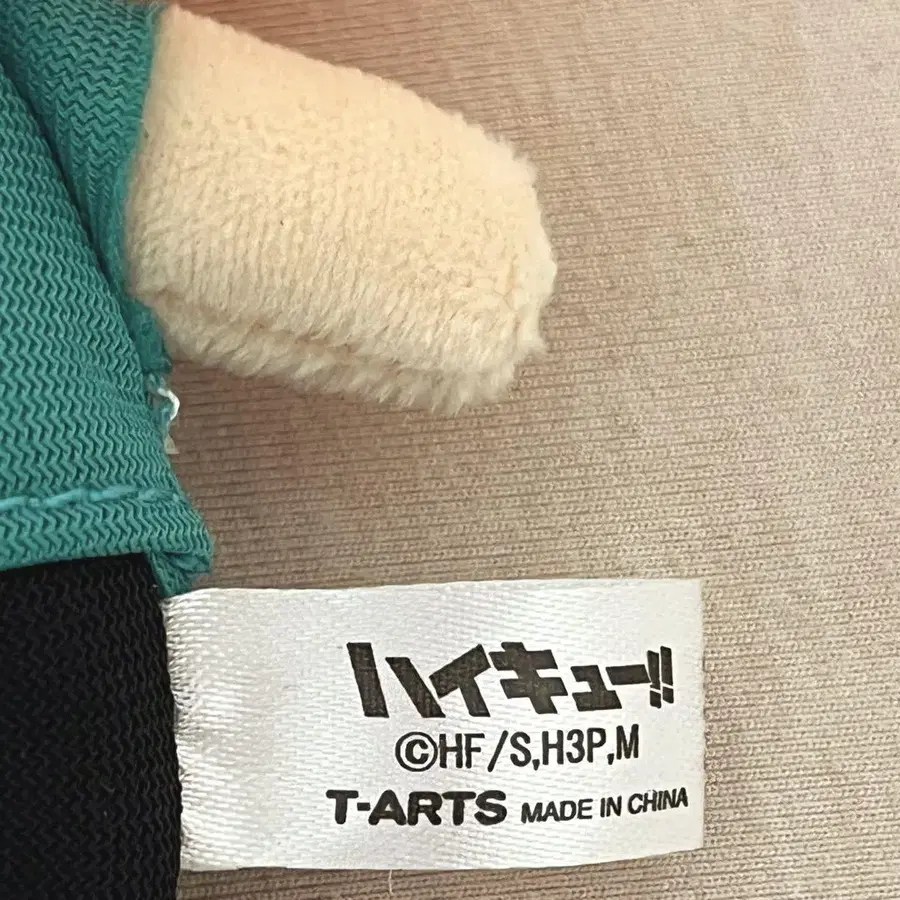 ハイキュー!!
©HF/S,H3P,M
T-ARTS MADE IN CHINA